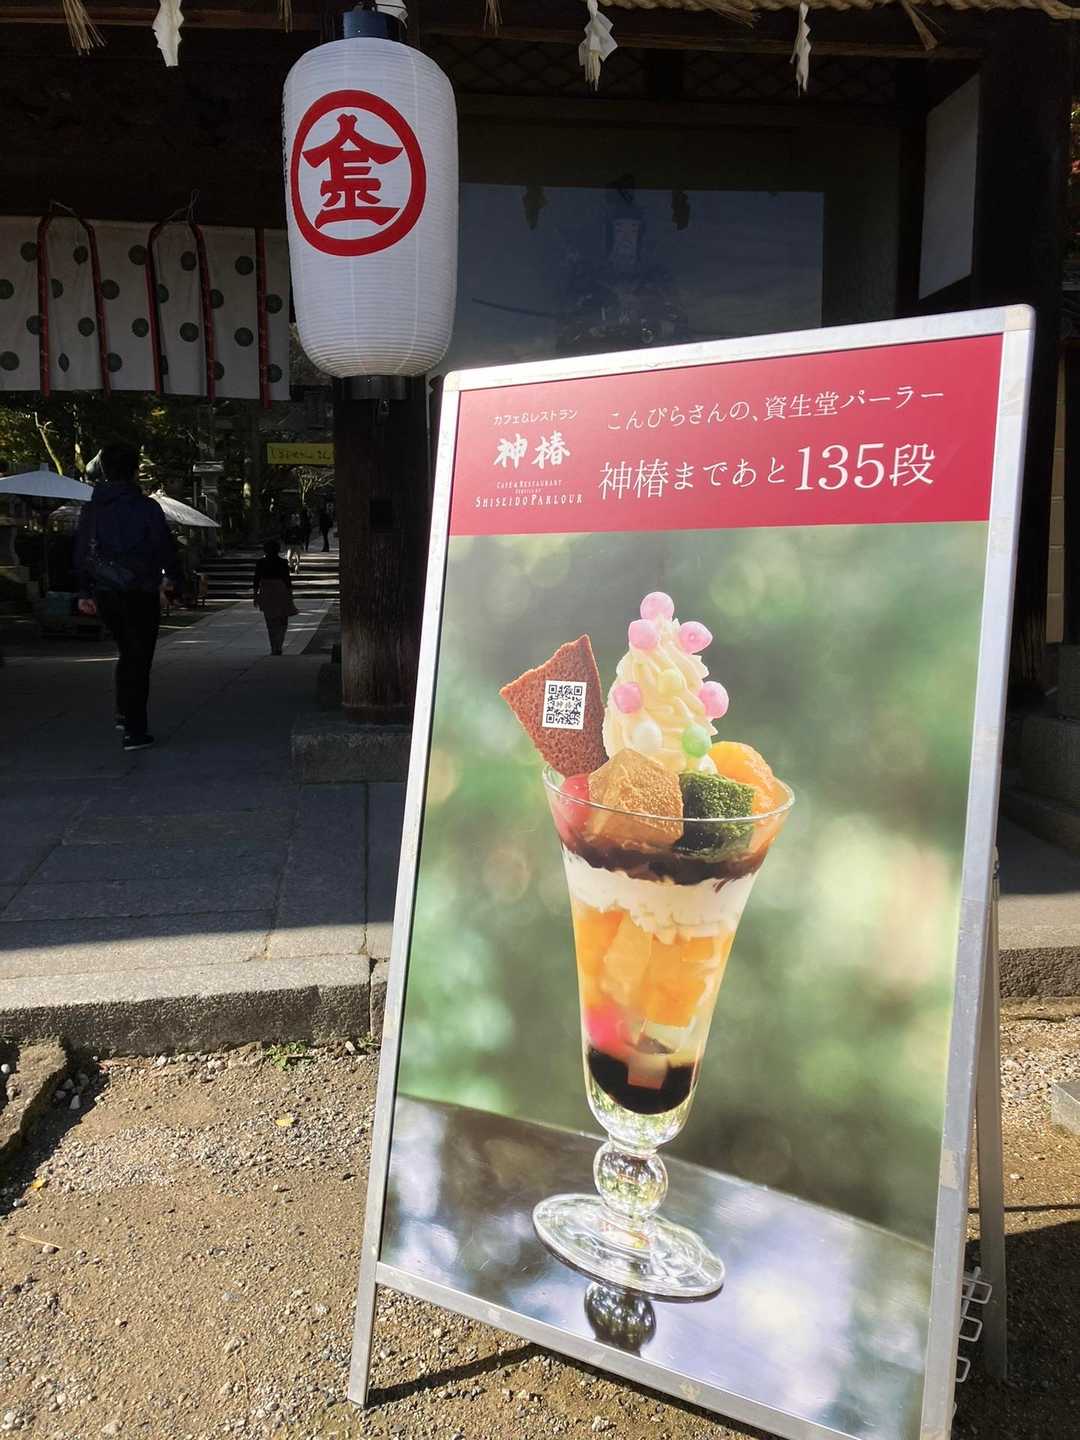 金
カフェ&レストラン
神椿
CAFE & RESTAURANT
SHISEIDO PARLOUR
こんぴらさんの、資生堂パーラー
神椿まであと135段